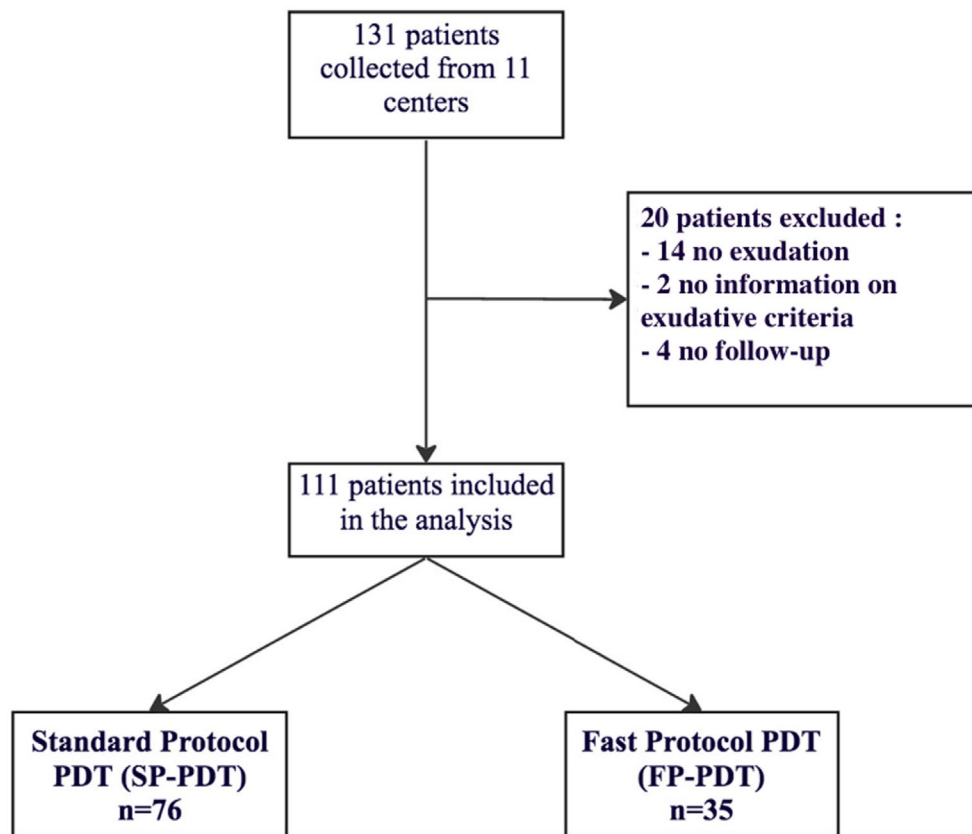 131 patients
collected from 11
centers
20 patients excluded :
- 14 no exudation
- 2 no information on
exudative criteria
- 4 no follow-up
111 patients included
in the analysis
Standard Protocol
PDT (SP-PDT)
n=76
Fast Protocol PDT
(FP-PDT)
n=35